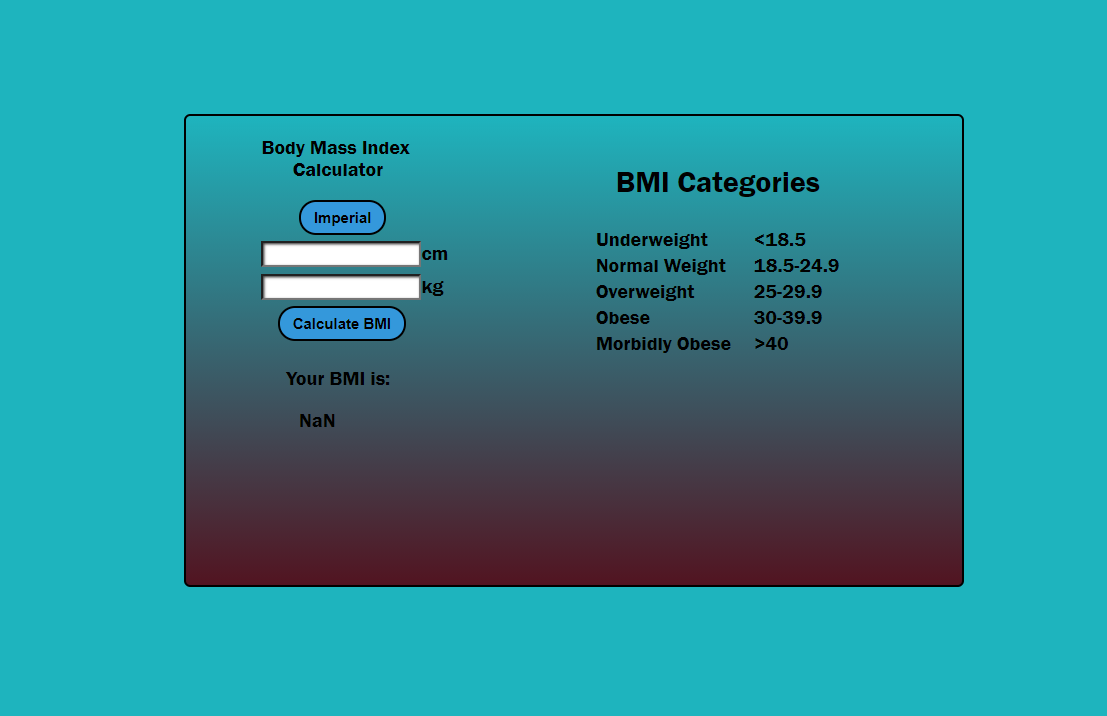 Body Mass Index
Calculator
Imperial
cm
kg
Calculate BMI
Your BMI is:
NaN
BMI Categories
Underweight <18.5
Normal Weight 18.5-24.9
Overweight 25-29.9
Obese 30-39.9
Morbidly Obese >40